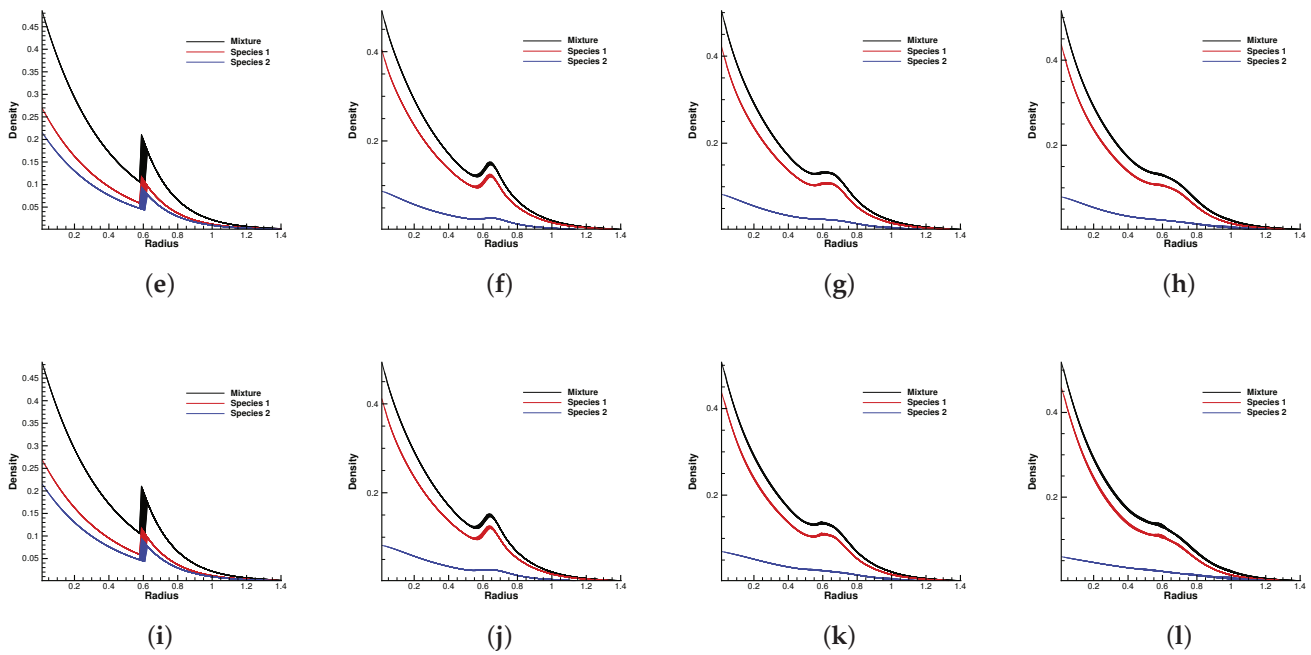 Density
0.45
0.4
0.35
0.3
0.25
0.2
0.15
0.1
0.05
0.2 0.4 0.6 0.8 1 1.2 1.4
Radius
Mixture
Species 1
Species 2
(e)
Density
0.4
0.2
0.2 0.4 0.6 0.8 1 1.2 1.4
Radius
Mixture
Species 1
Species 2
(f)
Density
0.4
0.2
0.2 0.4 0.6 0.8 1 1.2 1.4
Radius
Mixture
Species 1
Species 2
(g)
Density
0.4
0.2
0.2 0.4 0.6 0.8 1 1.2 1.4
Radius
Mixture
Species 1
Species 2
(h)
Density
0.45
0.4
0.35
0.3
0.25
0.2
0.15
0.1
0.05
0.2 0.4 0.6 0.8 1 1.2 1.4
Radius
Mixture
Species 1
Species 2
(i)
Density
0.4
0.2
0.2 0.4 0.6 0.8 1 1.2 1.4
Radius
Mixture
Species 1
Species 2
(j)
Density
0.4
0.2
0.2 0.4 0.6 0.8 1 1.2 1.4
Radius
Mixture
Species 1
Species 2
(k)
Density
0.4
0.2
0.2 0.4 0.6 0.8 1 1.2 1.4
Radius
Mixture
Species 1
Species 2
(l)